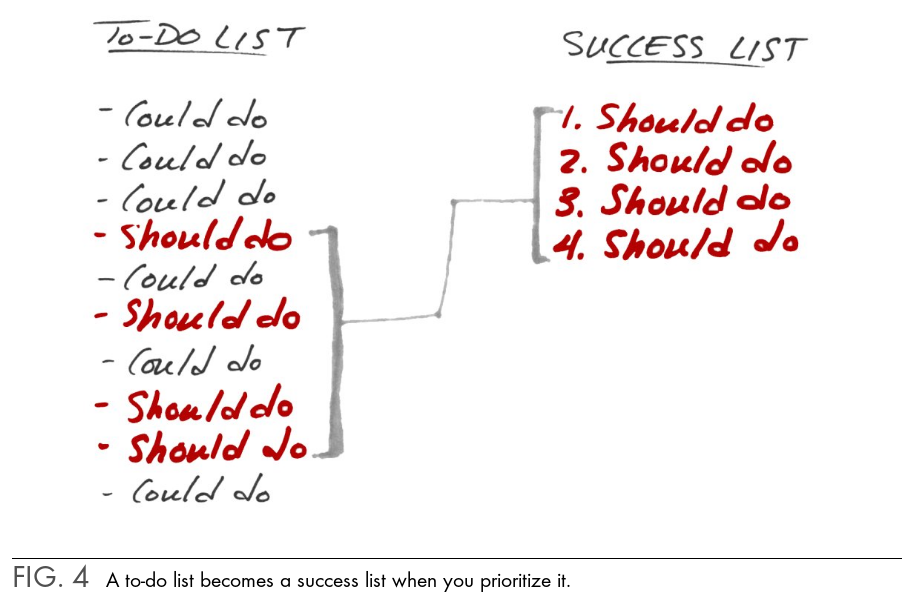 TO-DO LIST
- Could do
- Could do
- Could do
- Should do
- Could do
- Should do
- Could do
- Should do
- Should do
- Could do
SUCCESS LIST
1. Should do
2. Should do
3. Should do
4. Should do
FIG. 4 A to-do list becomes a success list when you prioritize it.